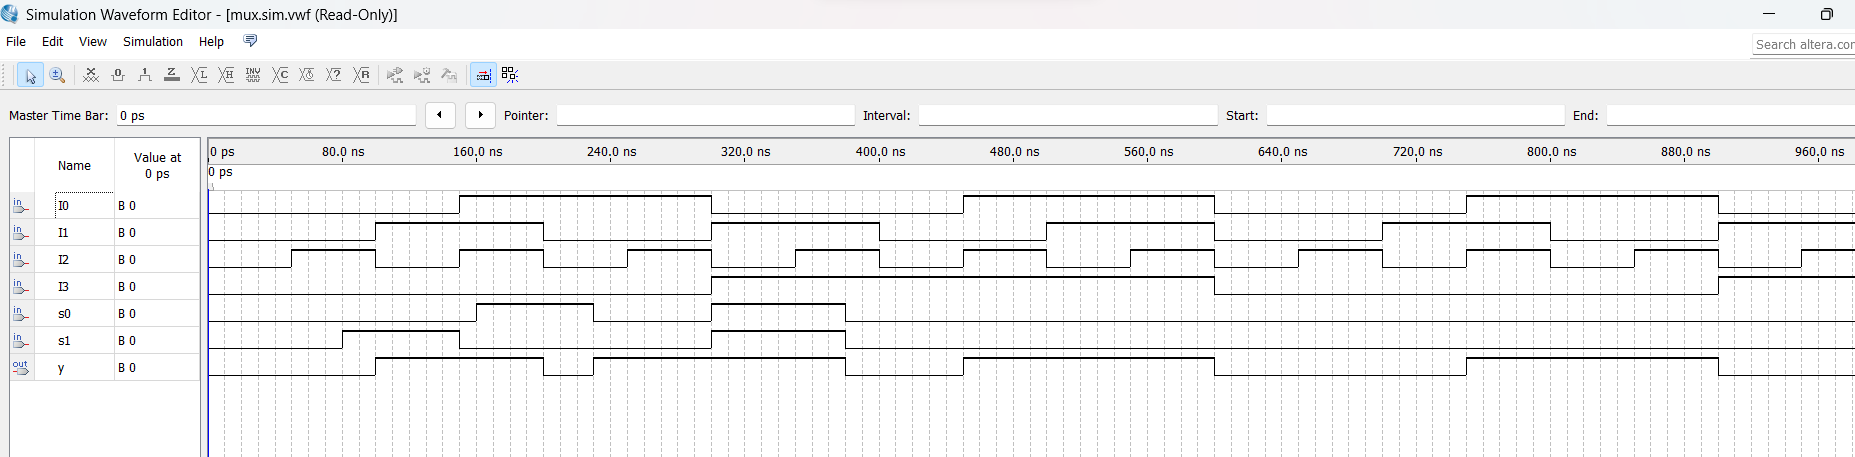 Simulation Waveform Editor - [mux.sim.vwf (Read-Only)]
File Edit View Simulation Help
Search altera.cor
Master Time Bar: 0 ps Pointer: Interval: Start: End:
Name Value at 0 ps
0 ps 80.0 ns 160.0 ns 240.0 ns 320.0 ns 400.0 ns 480.0 ns 560.0 ns 640.0 ns 720.0 ns 800.0 ns 880.0 ns 960.0 ns
0 ps
in I0 B 0
in I1 B 0
in I2 B 0
in I3 B 0
in s0 B 0
in s1 B 0
out y B 0